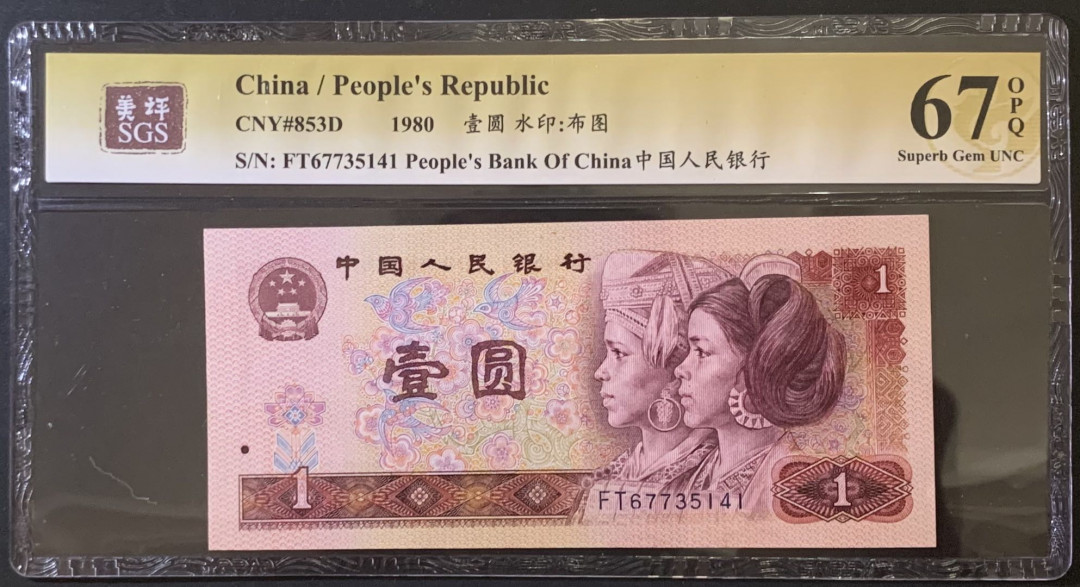 China / People's Republic
美评
SGS
CNY#853D 1980 壹圆 水印:布图
S/N: FT67735141 People's Bank Of China中国人民银行
67 OPQ
Superb Gem UNC
中国人民银行
1
壹圆
1
FT67735141
1